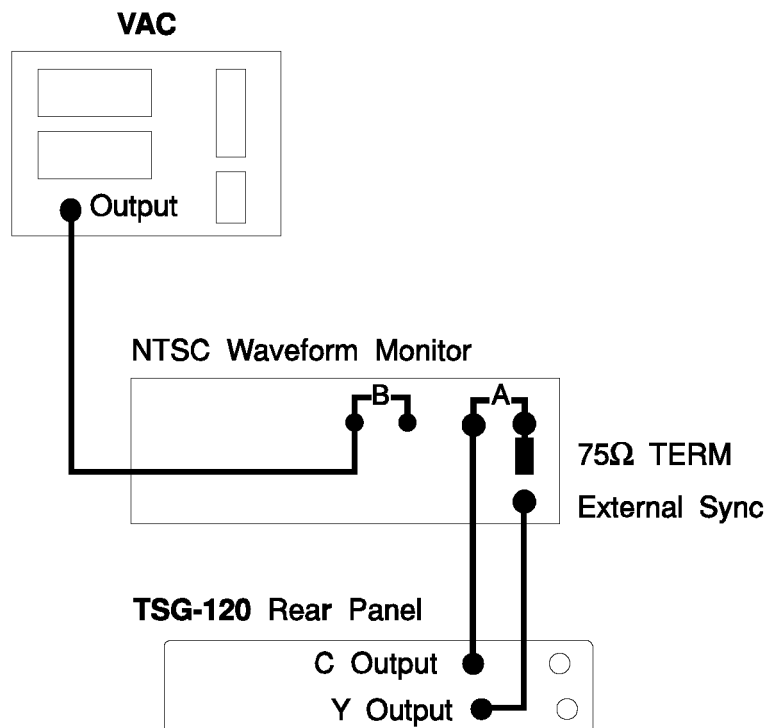 VAC
Output
NTSC Waveform Monitor
B
A
75Ω TERM
External Sync
TSG-120 Rear Panel
C Output
Y Output